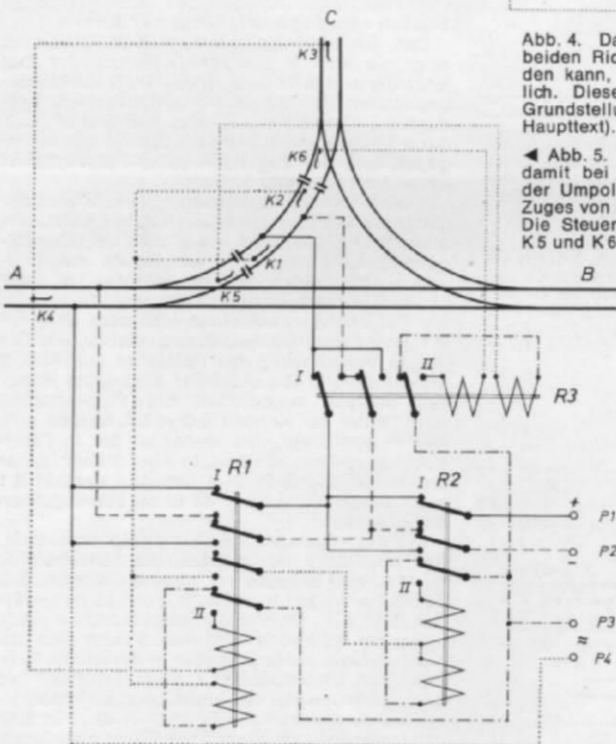 C
K3
Abb. 4. Da
beiden Ric
den kann,
lich. Diese
Grundstellu
Haupttext).
◄ Abb. 5.
damit bei
der Umpol
Zuges von
Die Steuer
K5 und K6
K6
K2
K1
A
K5
B
K4
I
II
R3
I
R1
I
R2
+
P1
P2
-
II
II
P3
≈
P4